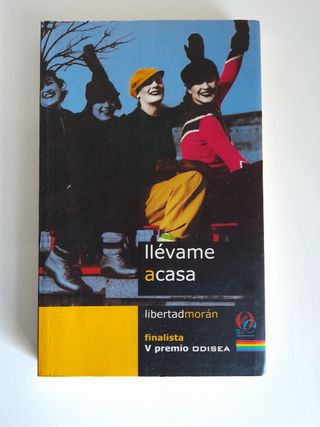 llévame
acasa
libertadmorán
finalista
V premio ODISEA